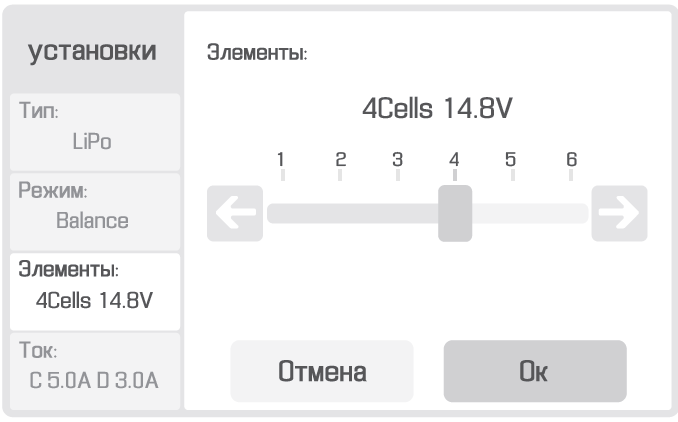 установки
Тип:
LiPo
Режим:
Balance
Элементы:
4Cells 14.8V
Ток:
C 5.0A D 3.0A
Элементы:
4Cells 14.8V
1 2 3 4 5 6
Отмена
Ок